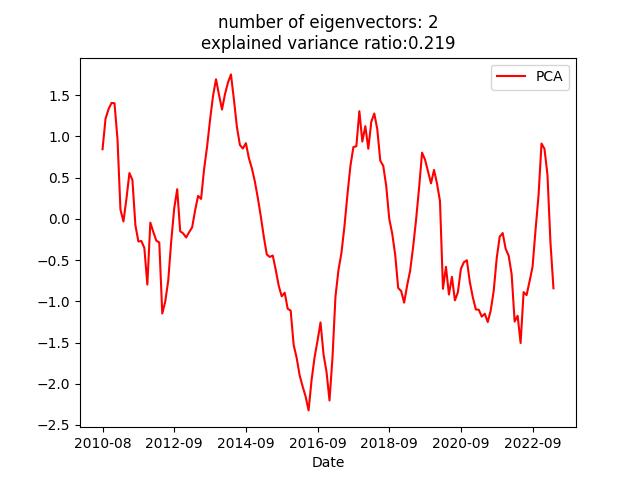 number of eigenvectors: 2
explained variance ratio:0.219
PCA
1.5
1.0
0.5
0.0
−0.5
−1.0
−1.5
−2.0
−2.5
2010-08 2012-09 2014-09 2016-09 2018-09 2020-09 2022-09
Date